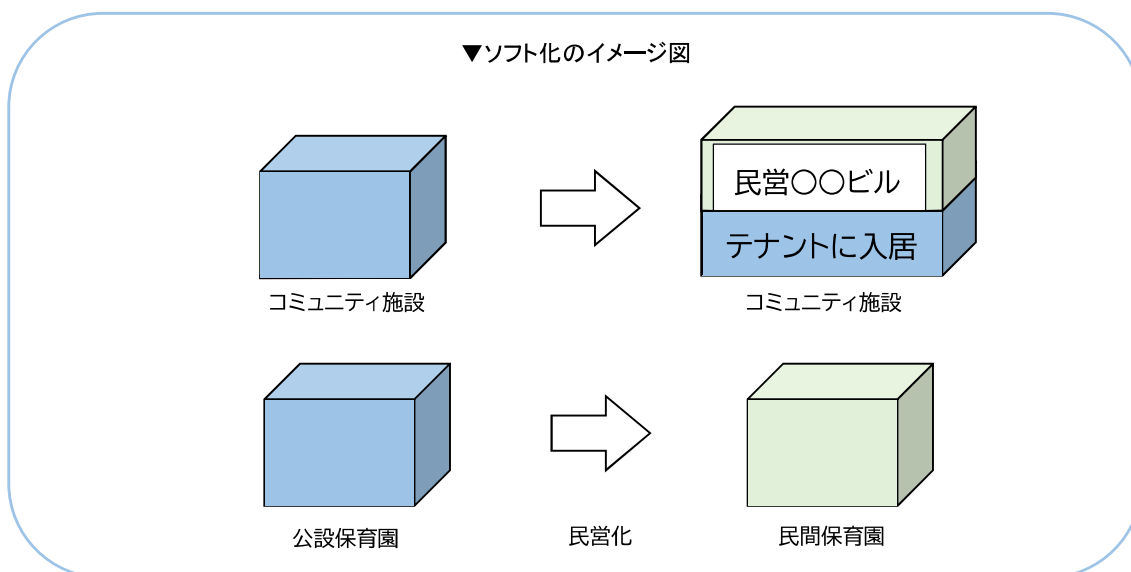 ▼ソフト化のイメージ図
民営〇〇ビル
テナントに入居
コミュニティ施設
コミュニティ施設
公設保育園
民営化
民間保育園